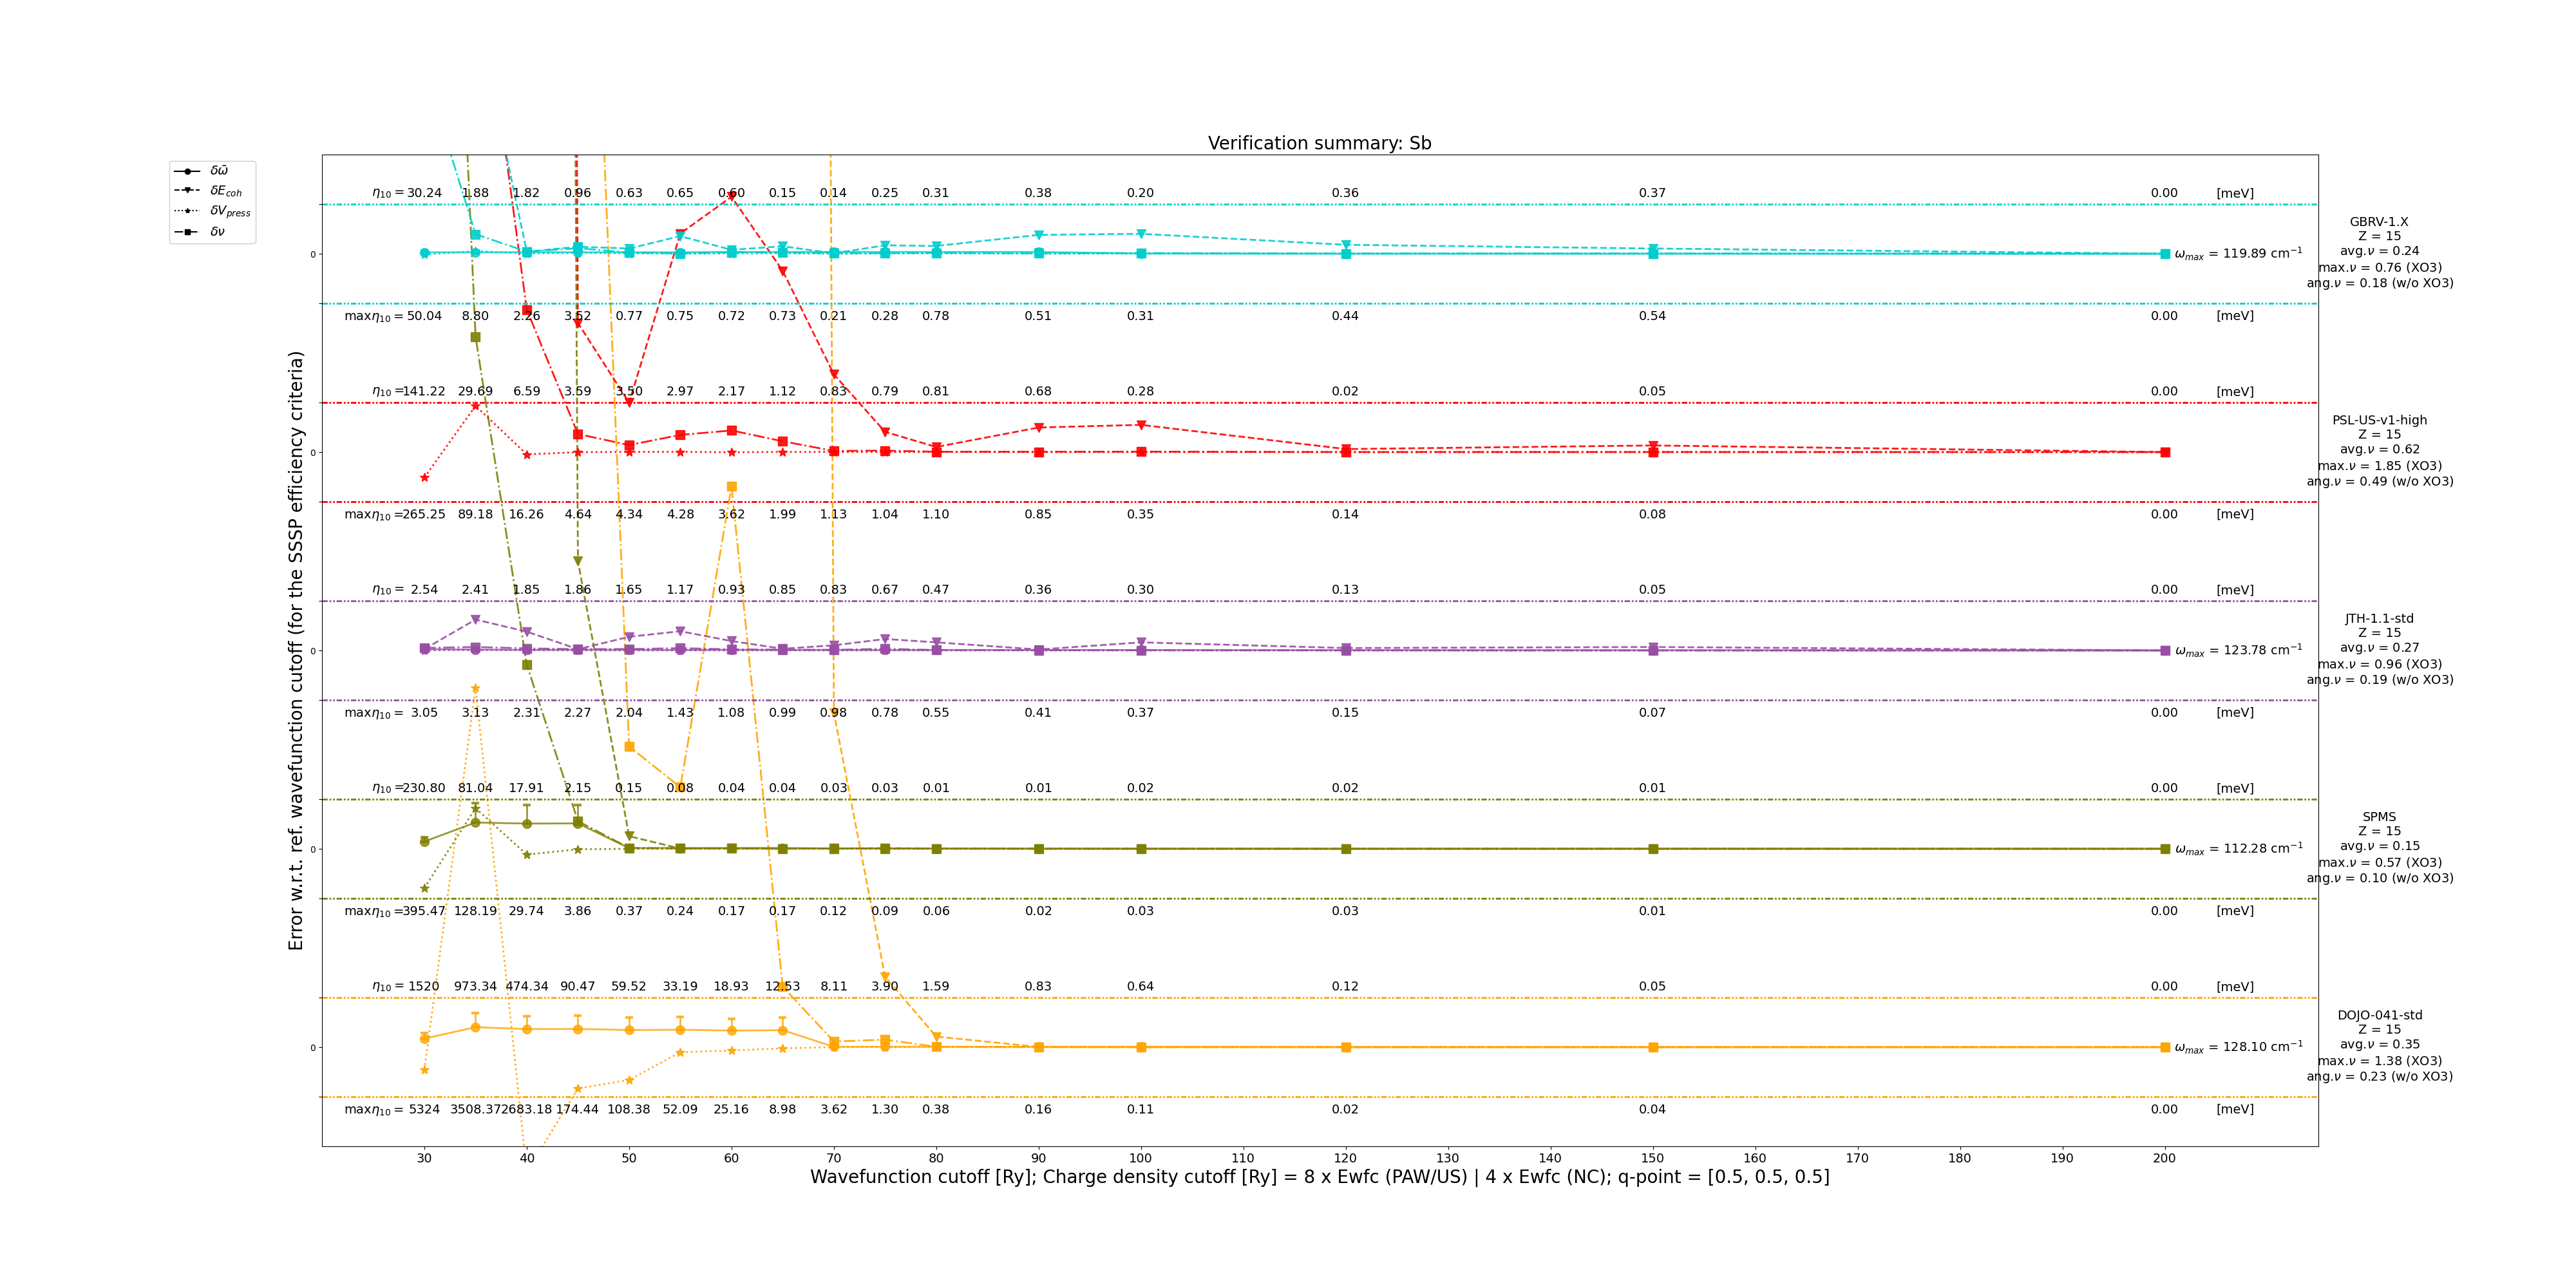 Verification summary: Sb
δω̄
δE_coh
δV_press
δν
Error w.r.t. ref. wavefunction cutoff (for the SSSP efficiency criteria)
η₁₀ = 30.24 1.88 1.82 0.96 0.63 0.65 0.60 0.15 0.14 0.25 0.31 0.38 0.20 0.36 0.37 0.00 [meV]
0
ω_max = 119.89 cm⁻¹
GBRV-1.X
Z = 15
avg.ν = 0.24
max.ν = 0.76 (XO3)
ang.ν = 0.18 (w/o XO3)
maxη₁₀ = 50.04 8.80 2.26 3.52 0.77 0.75 0.72 0.73 0.21 0.28 0.78 0.51 0.31 0.44 0.54 0.00 [meV]
η₁₀ = 141.22 29.69 6.59 3.59 3.50 2.97 2.17 1.12 0.83 0.79 0.81 0.68 0.28 0.02 0.05 0.00 [meV]
0
PSL-US-v1-high
Z = 15
avg.ν = 0.62
max.ν = 1.85 (XO3)
ang.ν = 0.49 (w/o XO3)
maxη₁₀ = 265.25 89.18 16.26 4.64 4.34 4.28 3.62 1.99 1.13 1.04 1.10 0.85 0.35 0.14 0.08 0.00 [meV]
η₁₀ = 2.54 2.41 1.85 1.86 1.65 1.17 0.93 0.85 0.83 0.67 0.47 0.36 0.30 0.13 0.05 0.00 [meV]
0
ω_max = 123.78 cm⁻¹
JTH-1.1-std
Z = 15
avg.ν = 0.27
max.ν = 0.96 (XO3)
ang.ν = 0.19 (w/o XO3)
maxη₁₀ = 3.05 3.13 2.31 2.27 2.04 1.43 1.08 0.99 0.98 0.78 0.55 0.41 0.37 0.15 0.07 0.00 [meV]
η₁₀ = 230.80 81.04 17.91 2.15 0.15 0.08 0.04 0.04 0.03 0.03 0.01 0.01 0.02 0.02 0.01 0.00 [meV]
0
ω_max = 112.28 cm⁻¹
SPMS
Z = 15
avg.ν = 0.15
max.ν = 0.57 (XO3)
ang.ν = 0.10 (w/o XO3)
maxη₁₀ = 395.47 128.19 29.74 3.86 0.37 0.24 0.17 0.17 0.12 0.09 0.06 0.02 0.03 0.03 0.01 0.00 [meV]
η₁₀ = 1520 973.34 474.34 90.47 59.52 33.19 18.93 12.53 8.11 3.90 1.59 0.83 0.64 0.12 0.05 0.00 [meV]
0
ω_max = 128.10 cm⁻¹
DOJO-041-std
Z = 15
avg.ν = 0.35
max.ν = 1.38 (XO3)
ang.ν = 0.23 (w/o XO3)
maxη₁₀ = 5324 3508.37 2683.18 174.44 108.38 52.09 25.16 8.98 3.62 1.30 0.38 0.16 0.11 0.02 0.04 0.00 [meV]
30 40 50 60 70 80 90 100 110 120 130 140 150 160 170 180 190 200
Wavefunction cutoff [Ry]; Charge density cutoff [Ry] = 8 x Ewfc (PAW/US) | 4 x Ewfc (NC); q-point = [0.5, 0.5, 0.5]